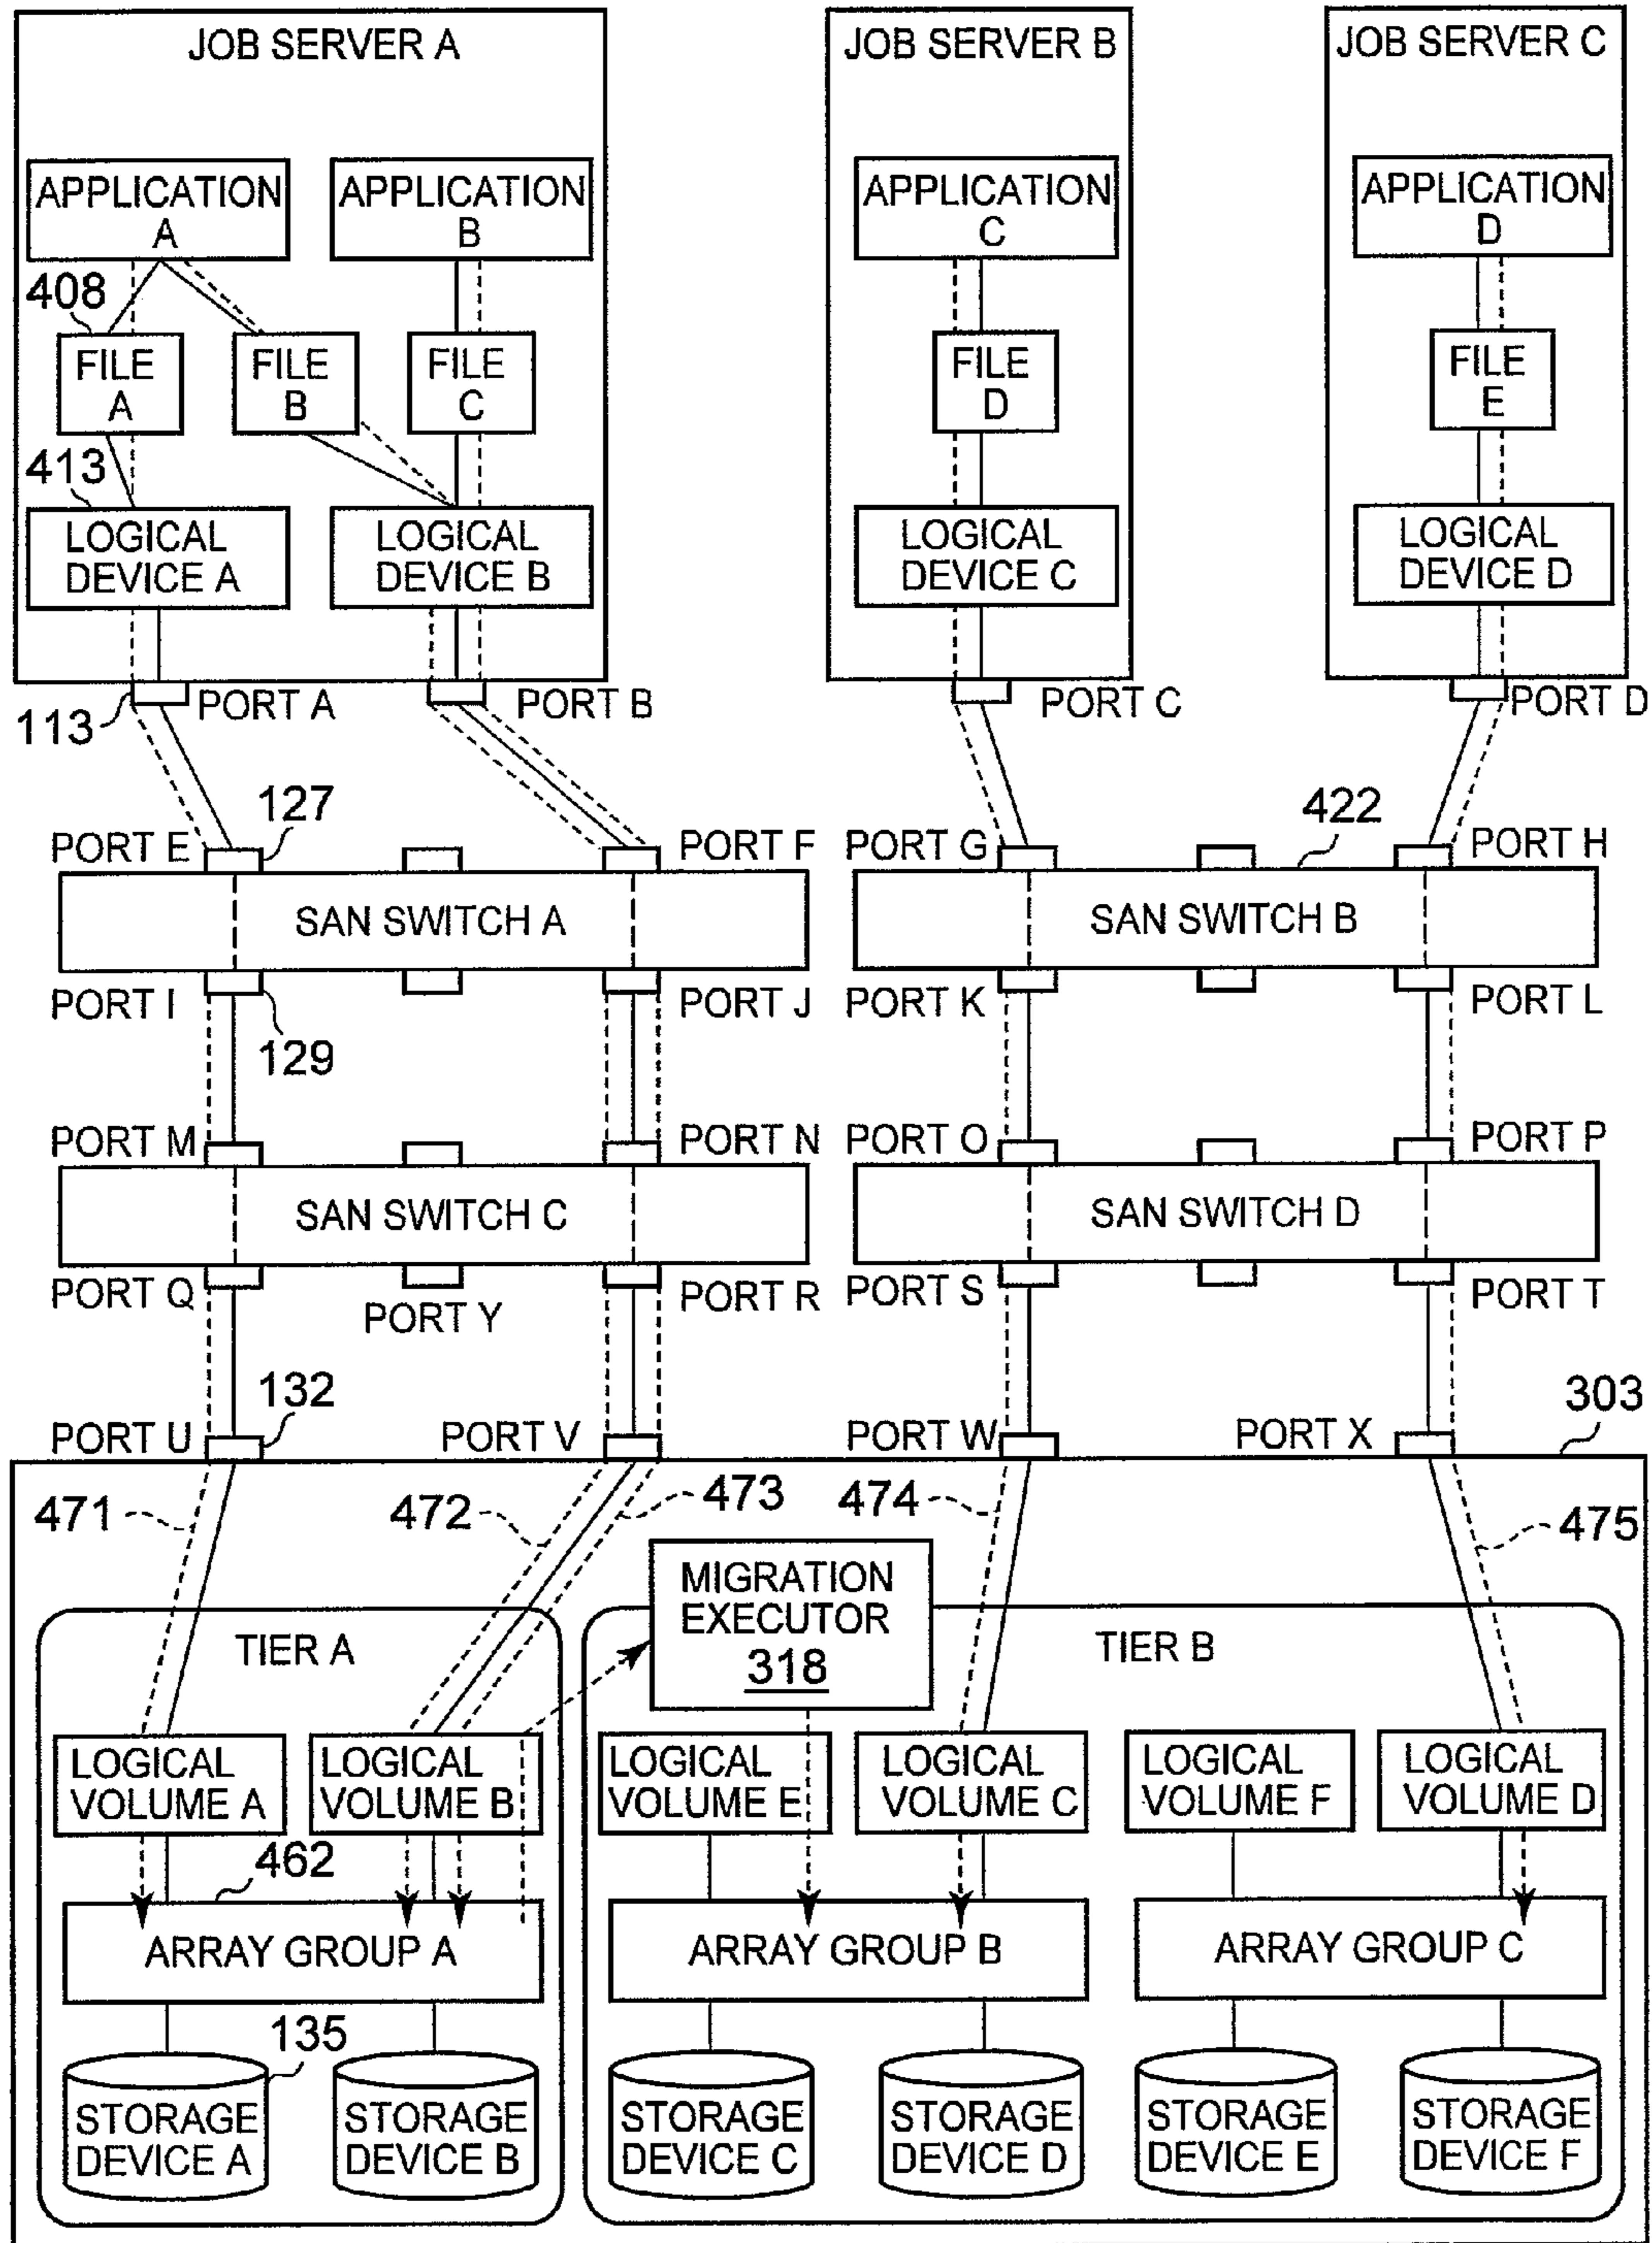 JOB SERVER A
JOB SERVER B
JOB SERVER C
APPLICATION
A
APPLICATION
B
APPLICATION
C
APPLICATION
D
408
FILE
A
FILE
B
FILE
C
FILE
D
FILE
E
413
LOGICAL
DEVICE A
LOGICAL
DEVICE B
LOGICAL
DEVICE C
LOGICAL
DEVICE D
113
PORT A
PORT B
PORT C
PORT D
127
422
PORT E
PORT F
PORT G
PORT H
SAN SWITCH A
SAN SWITCH B
PORT I
129
PORT J
PORT K
PORT L
PORT M
PORT N
PORT O
PORT P
SAN SWITCH C
SAN SWITCH D
PORT Q
PORT Y
PORT R
PORT S
PORT T
132
303
PORT U
PORT V
PORT W
PORT X
471
472
473
474
475
MIGRATION
EXECUTOR
318
TIER A
TIER B
LOGICAL
VOLUME A
LOGICAL
VOLUME B
LOGICAL
VOLUME E
LOGICAL
VOLUME C
LOGICAL
VOLUME F
LOGICAL
VOLUME D
462
ARRAY GROUP A
ARRAY GROUP B
ARRAY GROUP C
135
STORAGE
DEVICE A
STORAGE
DEVICE B
STORAGE
DEVICE C
STORAGE
DEVICE D
STORAGE
DEVICE E
STORAGE
DEVICE F